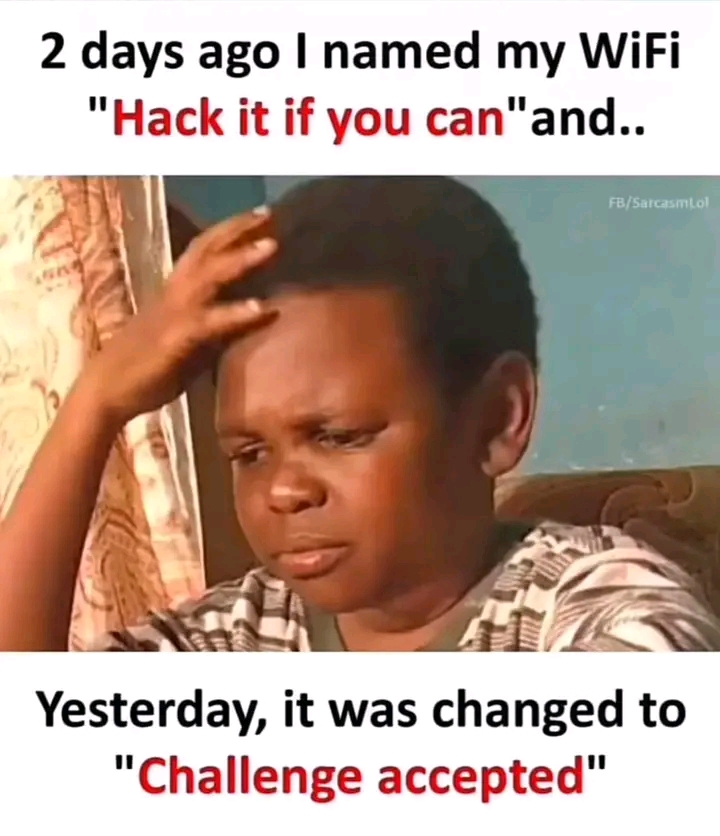 2 days ago I named my WiFi
"Hack it if you can"and..
FB/SarcasmLol
Yesterday, it was changed to
"Challenge accepted"